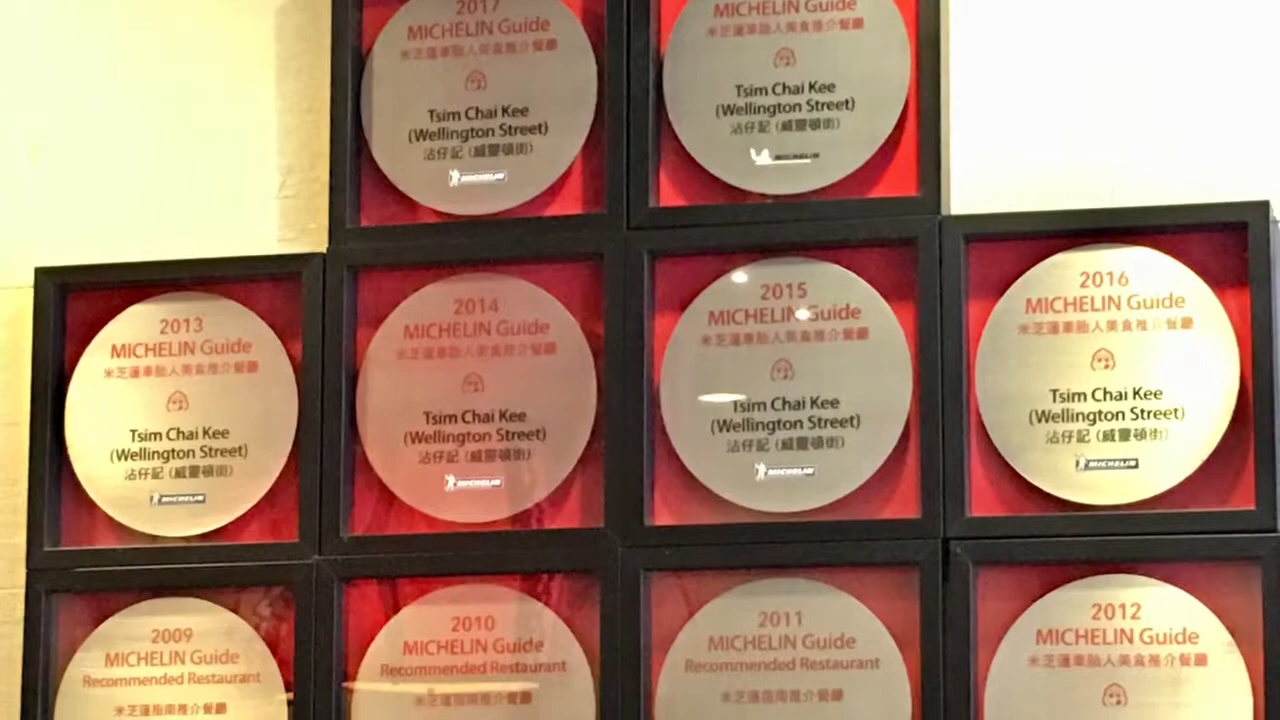 2017
MICHELIN Guide
米芝蓮車胎人美食推介餐廳
Tsim Chai Kee
(Wellington Street)
沾仔記 (威靈頓街)
MICHELIN
MICHELIN Guide
米芝蓮車胎人美食推介餐廳
Tsim Chai Kee
(Wellington Street)
沾仔記 (威靈頓街)
MICHELIN
2013
MICHELIN Guide
米芝蓮車胎人美食推介餐廳
Tsim Chai Kee
(Wellington Street)
沾仔記 (威靈頓街)
MICHELIN
2014
MICHELIN Guide
米芝蓮車胎人美食推介餐廳
Tsim Chai Kee
(Wellington Street)
沾仔記 (威靈頓街)
MICHELIN
2015
MICHELIN Guide
米芝蓮車胎人美食推介餐廳
Tsim Chai Kee
(Wellington Street)
沾仔記 (威靈頓街)
MICHELIN
2016
MICHELIN Guide
米芝蓮車胎人美食推介餐廳
Tsim Chai Kee
(Wellington Street)
沾仔記 (威靈頓街)
MICHELIN
2009
MICHELIN Guide
Recommended Restaurant
米芝蓮指南推介餐廳
2010
MICHELIN Guide
Recommended Restaurant
米芝蓮指南推介餐廳
2011
MICHELIN Guide
Recommended Restaurant
米芝蓮指南推介餐廳
2012
MICHELIN Guide
米芝蓮車胎人美食推介餐廳